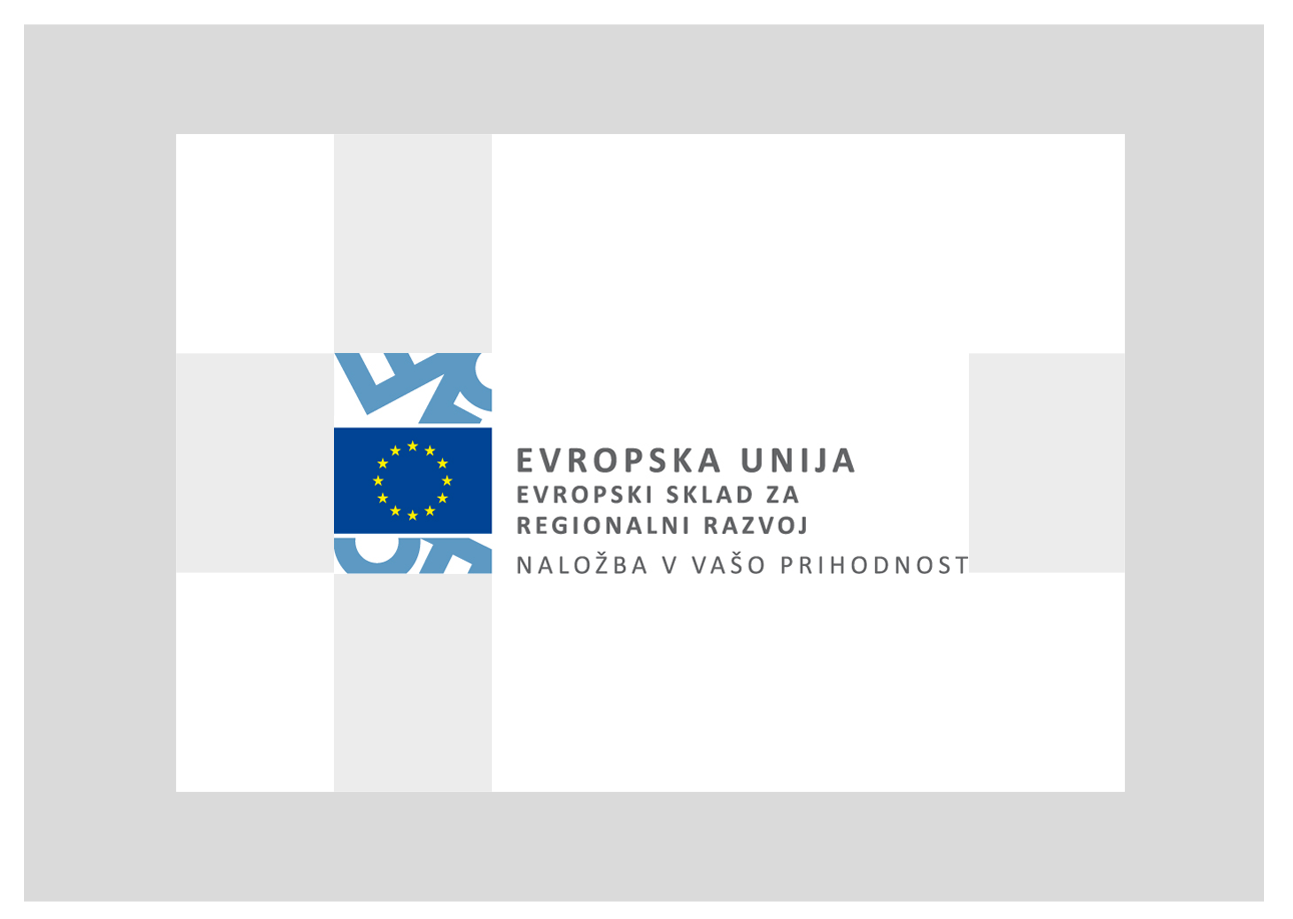 EVROPSKA UNIJA
EVROPSKI SKLAD ZA
REGIONALNI RAZVOJ
NALOŽBA V VAŠO PRIHODNOST